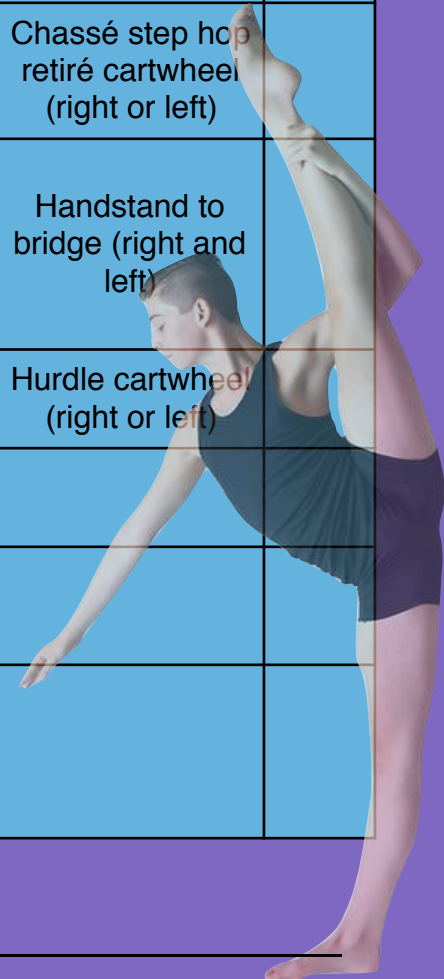 Chassé step hop
retiré cartwheel
(right or left)
Handstand to
bridge (right and
left)
Hurdle cartwheel
(right or left)